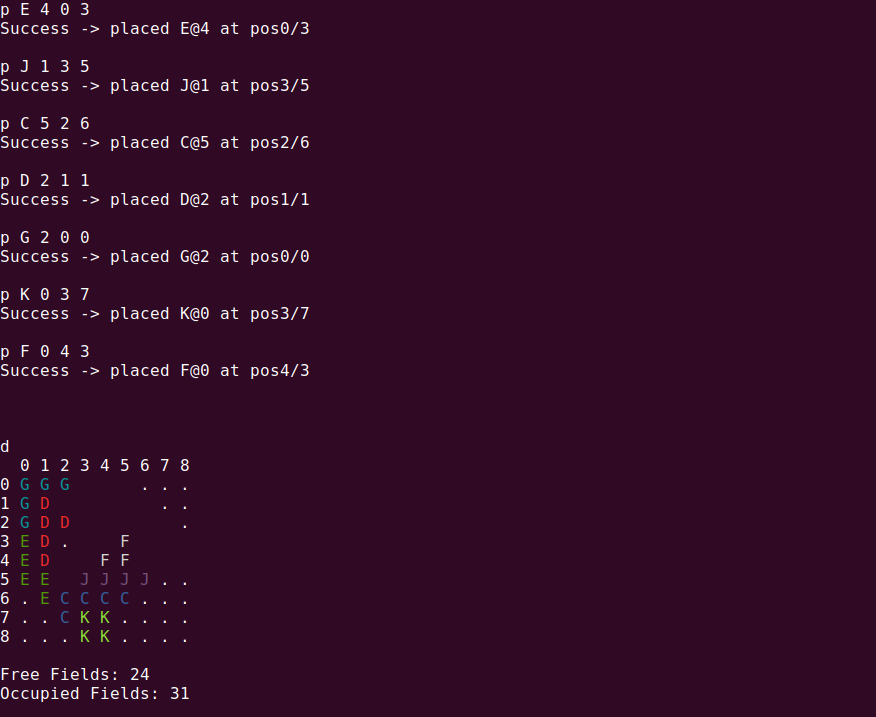 p E 4 0 3
Success -> placed E@4 at pos0/3
p J 1 3 5
Success -> placed J@1 at pos3/5
p C 5 2 6
Success -> placed C@5 at pos2/6
p D 2 1 1
Success -> placed D@2 at pos1/1
p G 2 0 0
Success -> placed G@2 at pos0/0
p K 0 3 7
Success -> placed K@0 at pos3/7
p F 0 4 3
Success -> placed F@0 at pos4/3
d
  0 1 2 3 4 5 6 7 8
0 G G G       . . .
1 G D           . .
2 G D D           .
3 E D .     F
4 E D     F F
5 E E   J J J J . .
6 . E C C C C . . .
7 . . C K K . . . .
8 . . . K K . . . .
Free Fields: 24
Occupied Fields: 31